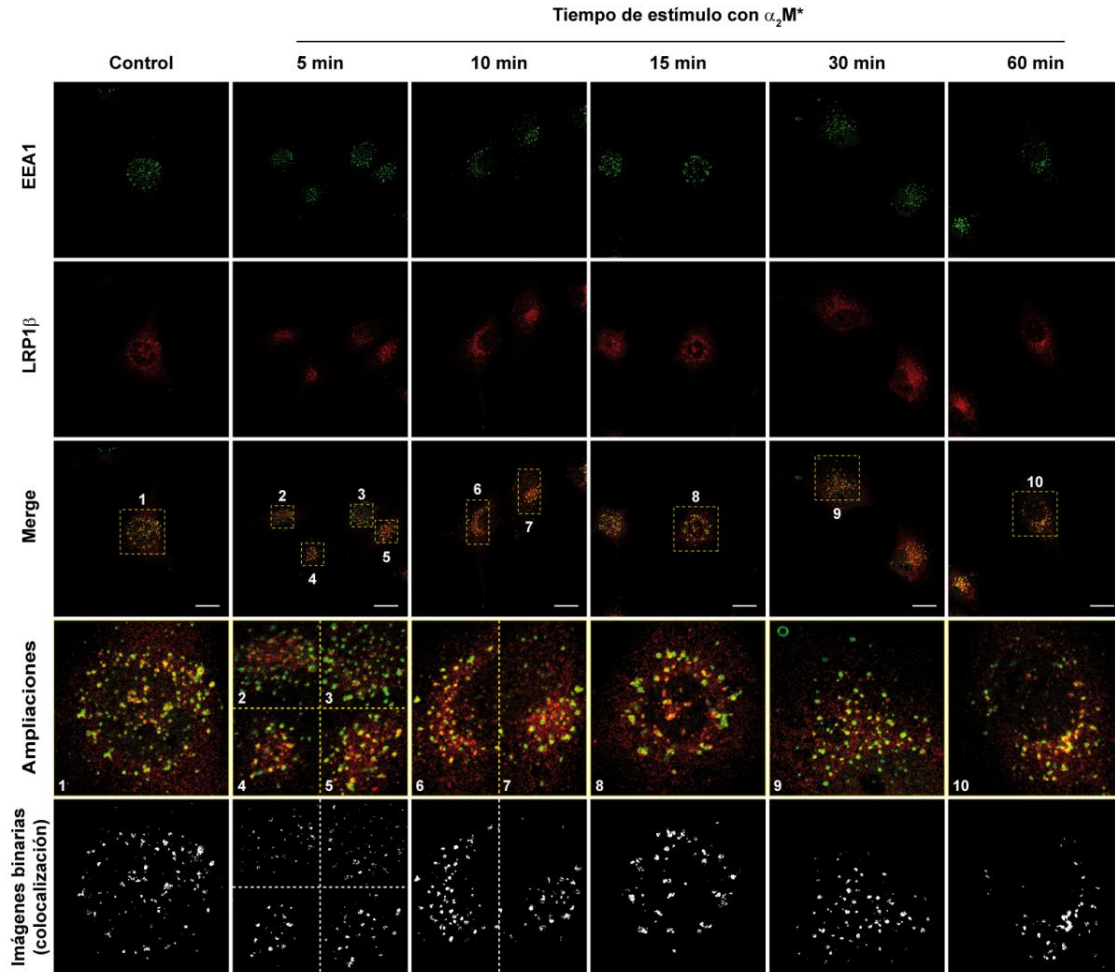 Tiempo de estímulo con α₂M*
Control 5 min 10 min 15 min 30 min 60 min
EEA1
LRP1β
Merge
1 2 3 4 5 6 7 8 9 10
Ampliaciones
1 2 3 4 5 6 7 8 9 10
Imágenes binarias
(colocalización)